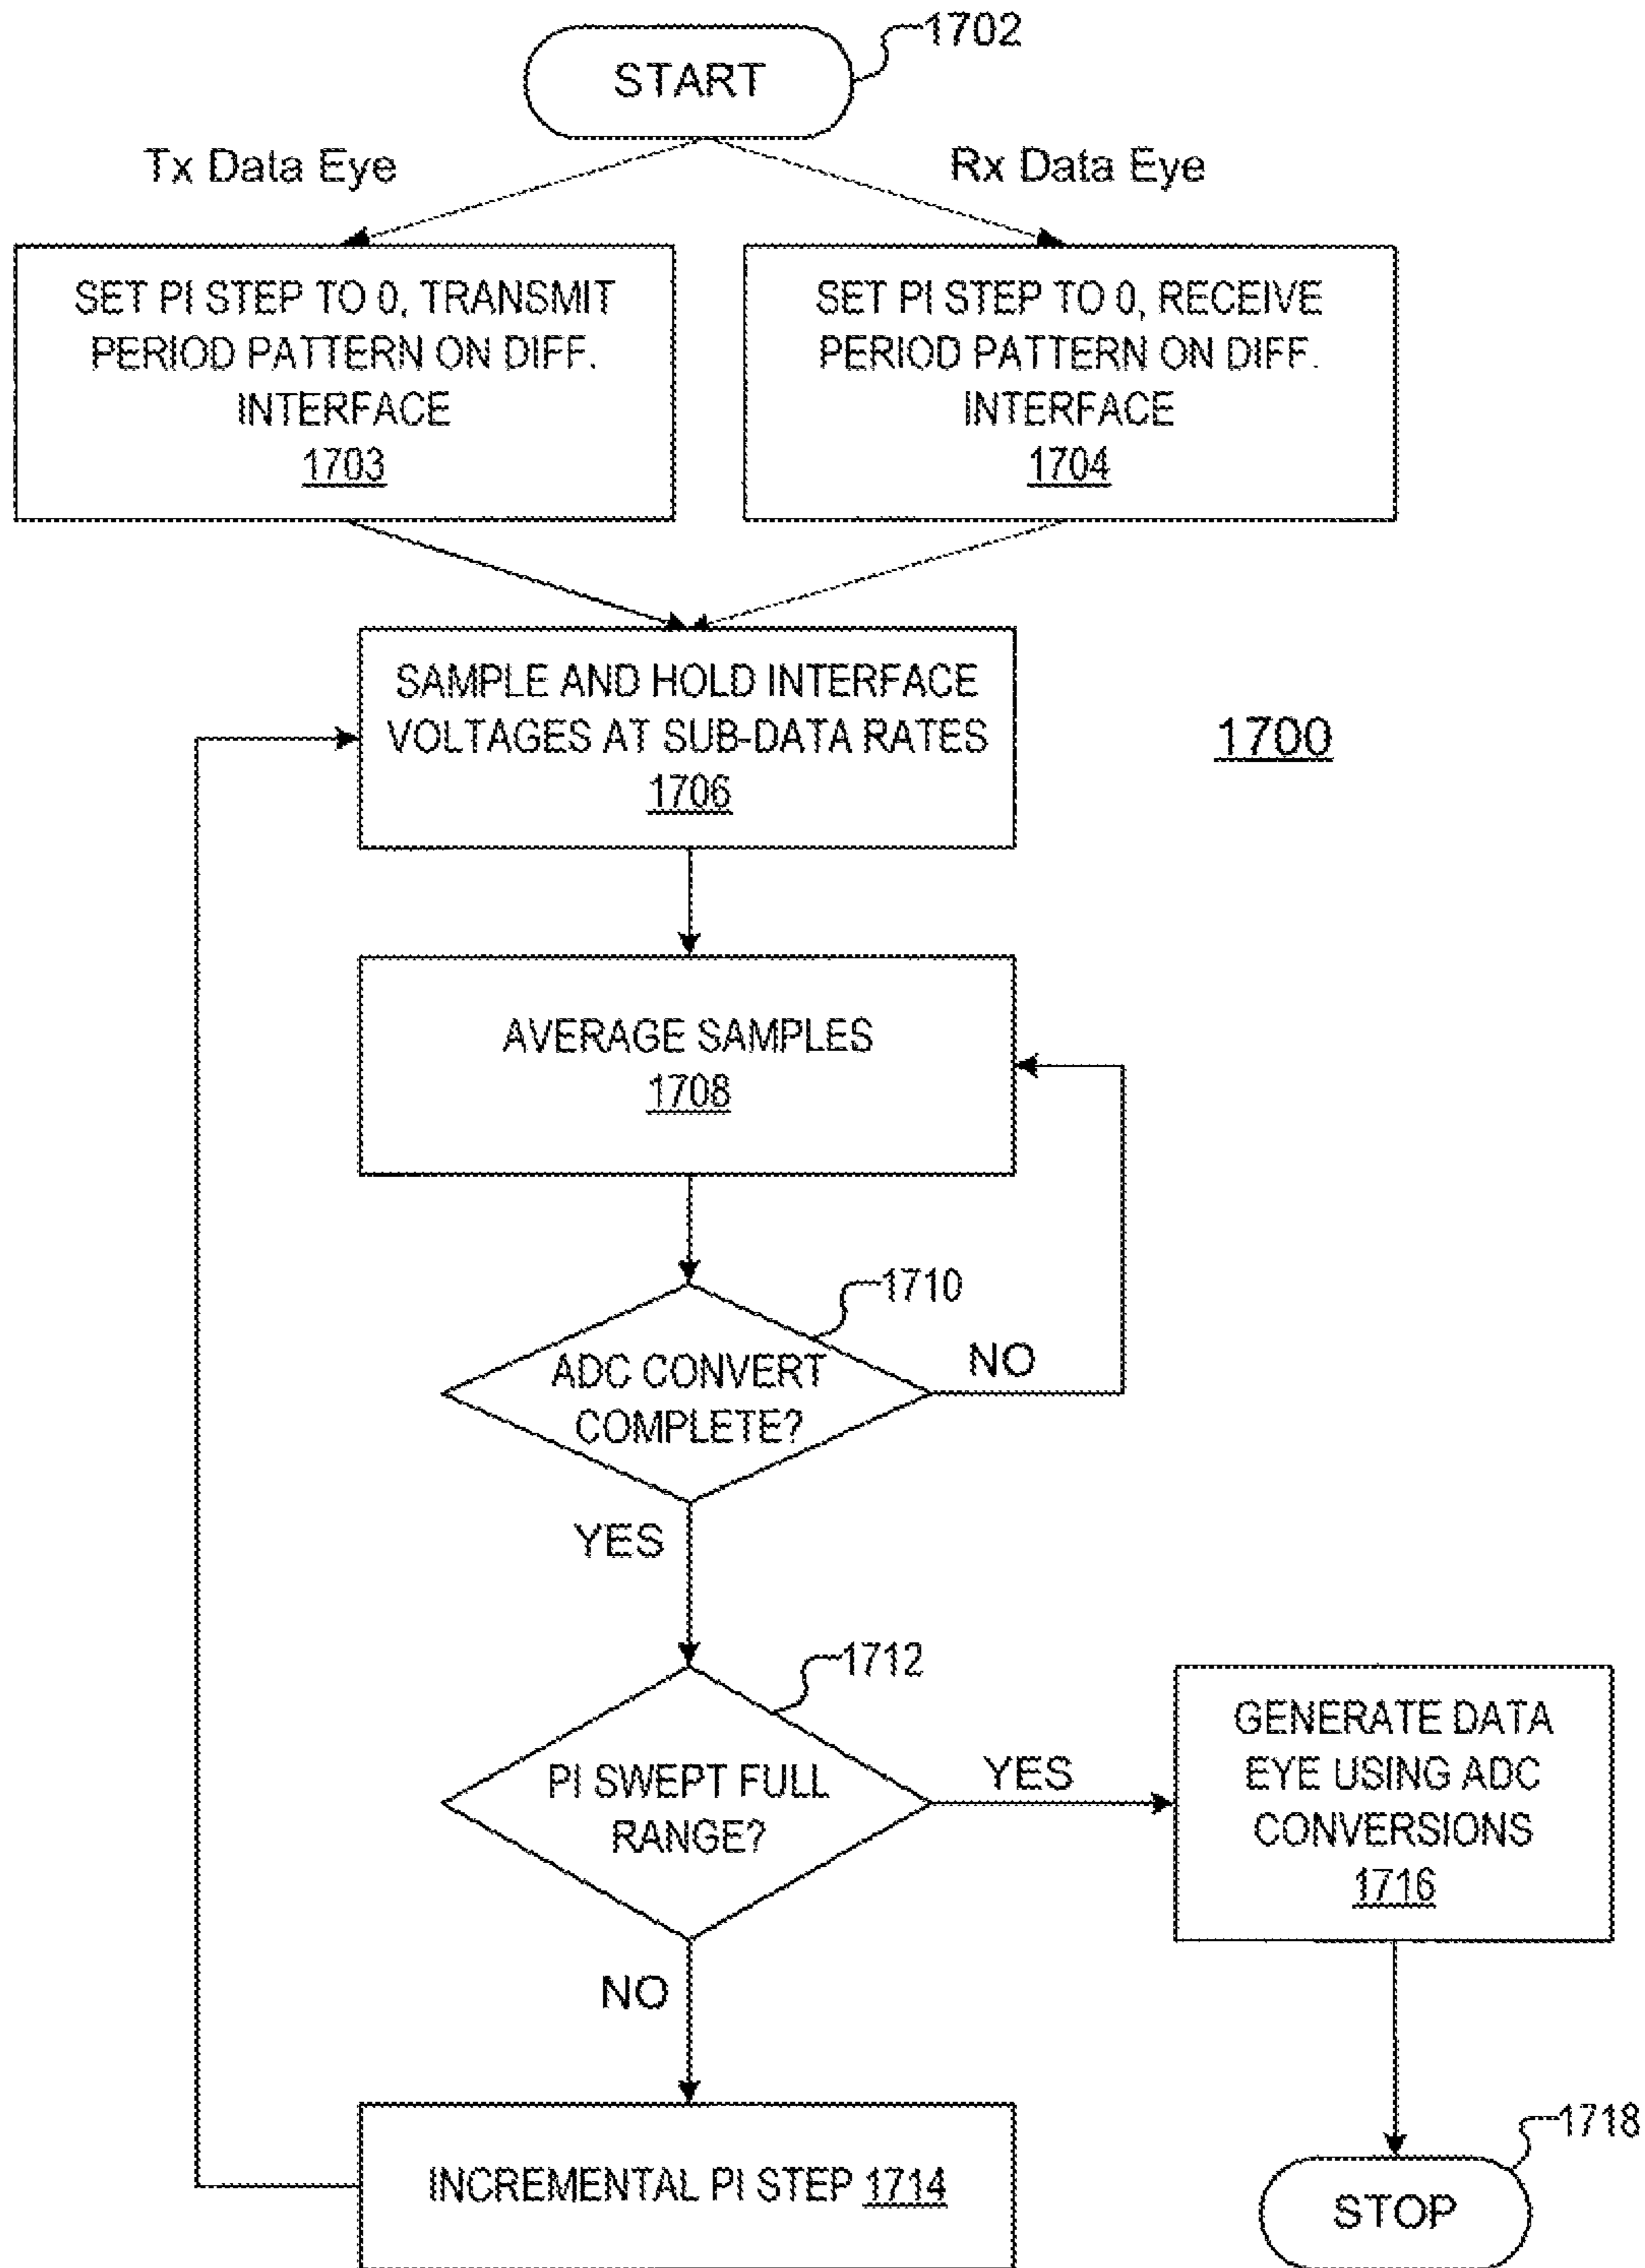 1702
START
Tx Data Eye
Rx Data Eye
SET PI STEP TO 0, TRANSMIT
PERIOD PATTERN ON DIFF.
INTERFACE
1703
SET PI STEP TO 0, RECEIVE
PERIOD PATTERN ON DIFF.
INTERFACE
1704
SAMPLE AND HOLD INTERFACE
VOLTAGES AT SUB-DATA RATES
1706
1700
AVERAGE SAMPLES
1708
1710
ADC CONVERT
COMPLETE?
NO
YES
1712
PI SWEPT FULL
RANGE?
YES
GENERATE DATA
EYE USING ADC
CONVERSIONS
1716
NO
INCREMENTAL PI STEP 1714
1718
STOP